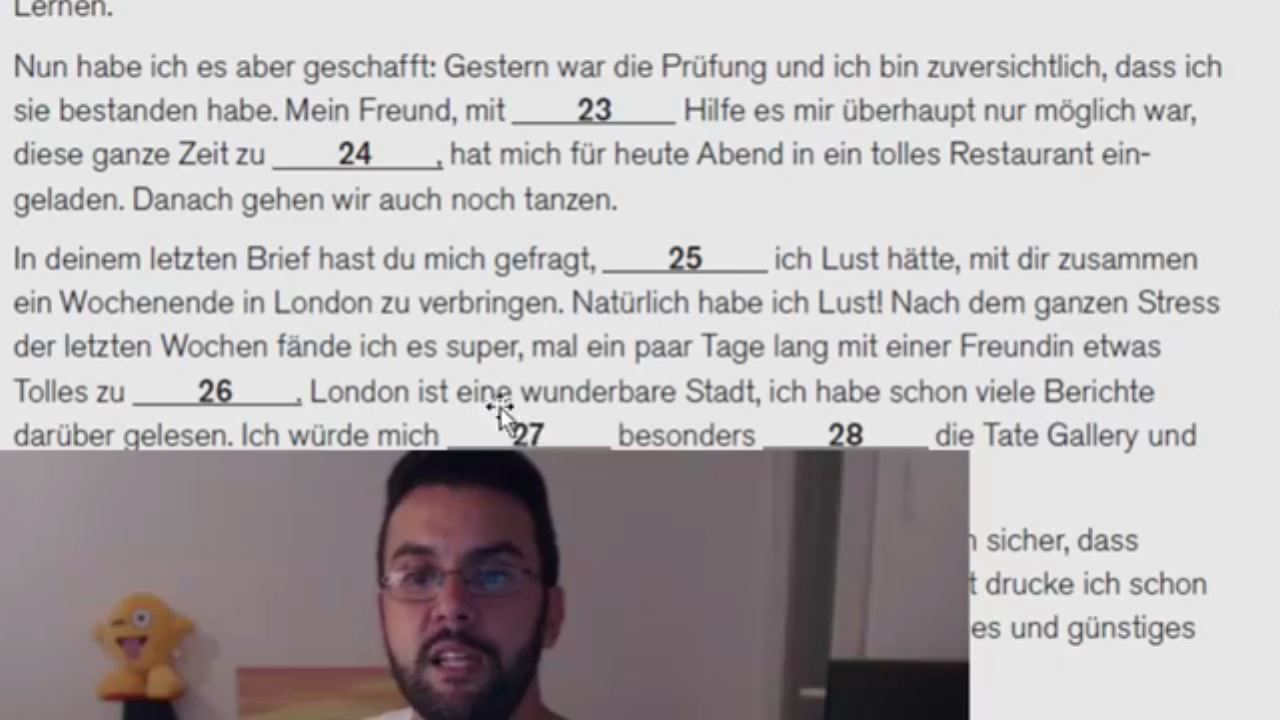 Lernen.
Nun habe ich es aber geschafft: Gestern war die Prüfung und ich bin zuversichtlich, dass ich
sie bestanden habe. Mein Freund, mit 23 Hilfe es mir überhaupt nur möglich war,
diese ganze Zeit zu 24, hat mich für heute Abend in ein tolles Restaurant ein-
geladen. Danach gehen wir auch noch tanzen.
In deinem letzten Brief hast du mich gefragt, 25 ich Lust hätte, mit dir zusammen
ein Wochenende in London zu verbringen. Natürlich habe ich Lust! Nach dem ganzen Stress
der letzten Wochen fände ich es super, mal ein paar Tage lang mit einer Freundin etwas
Tolles zu 26. London ist eine wunderbare Stadt, ich habe schon viele Berichte
darüber gelesen. Ich würde mich 27 besonders 28 die Tate Gallery und
sicher, dass
drucke ich schon
es und günstiges